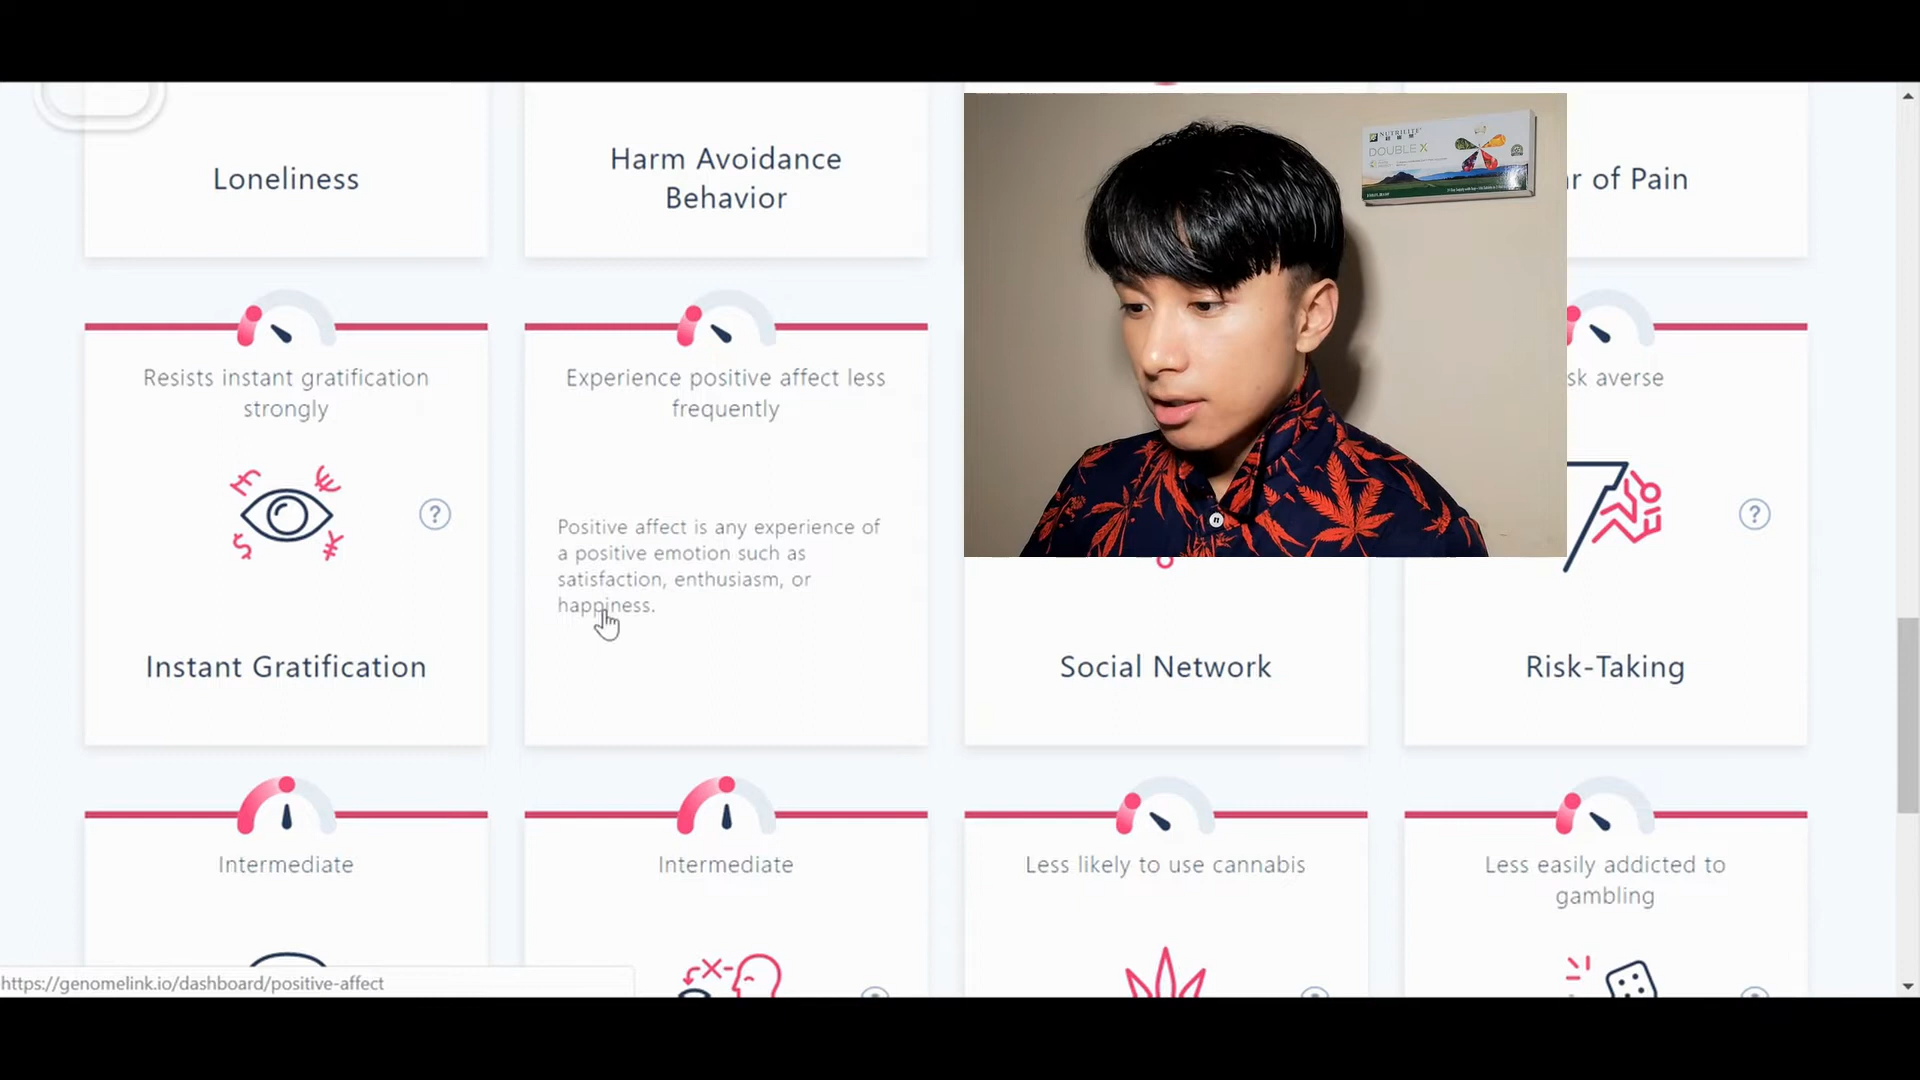 Loneliness
Harm Avoidance
Behavior
NUTRILITE
DOUBLE X
r of Pain
Resists instant gratification
strongly
Experience positive affect less
frequently
sk averse
Positive affect is any experience of
a positive emotion such as
satisfaction, enthusiasm, or
happiness.
?
?
Instant Gratification
Social Network
Risk-Taking
Intermediate
Intermediate
Less likely to use cannabis
Less easily addicted to
gambling
https://genomelink.io/dashboard/positive-affect